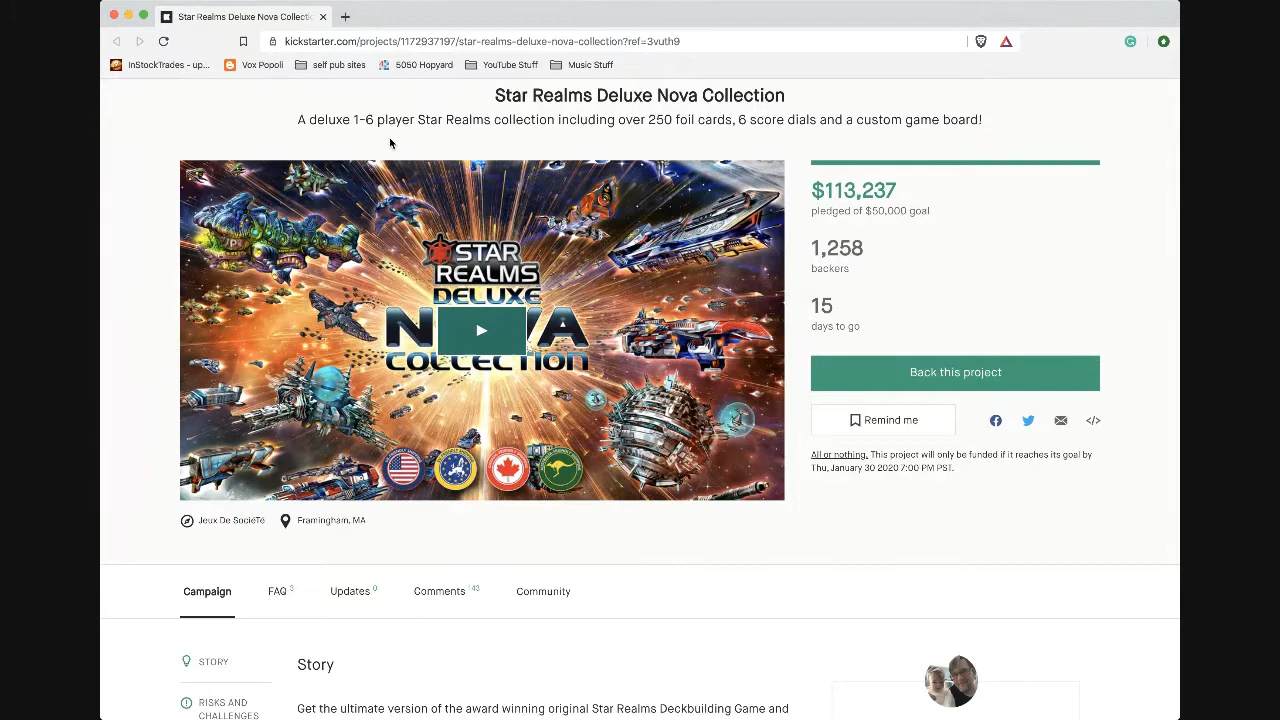 Star Realms Deluxe Nova Collecti
kickstarter.com/projects/1172937197/star-realms-deluxe-nova-collection?ref=3vuth9
InStockTrades - up...
Vox Popoli
self pub sites
5050 Hopyard
YouTube Stuff
Music Stuff
Star Realms Deluxe Nova Collection
A deluxe 1-6 player Star Realms collection including over 250 foil cards, 6 score dials and a custom game board!
STAR
REALMS
DELUXE
COLLECTION
$113,237
pledged of $50,000 goal
1,258
backers
15
days to go
Back this project
Remind me
All or nothing. This project will only be funded if it reaches its goal by
Thu, January 30 2020 7:00 PM PST.
Jeux De SociéTé
Framingham, MA
Campaign
FAQ 3
Updates 0
Comments 143
Community
STORY
RISKS AND
CHALLENGES
Story
Get the ultimate version of the award winning original Star Realms Deckbuilding Game and